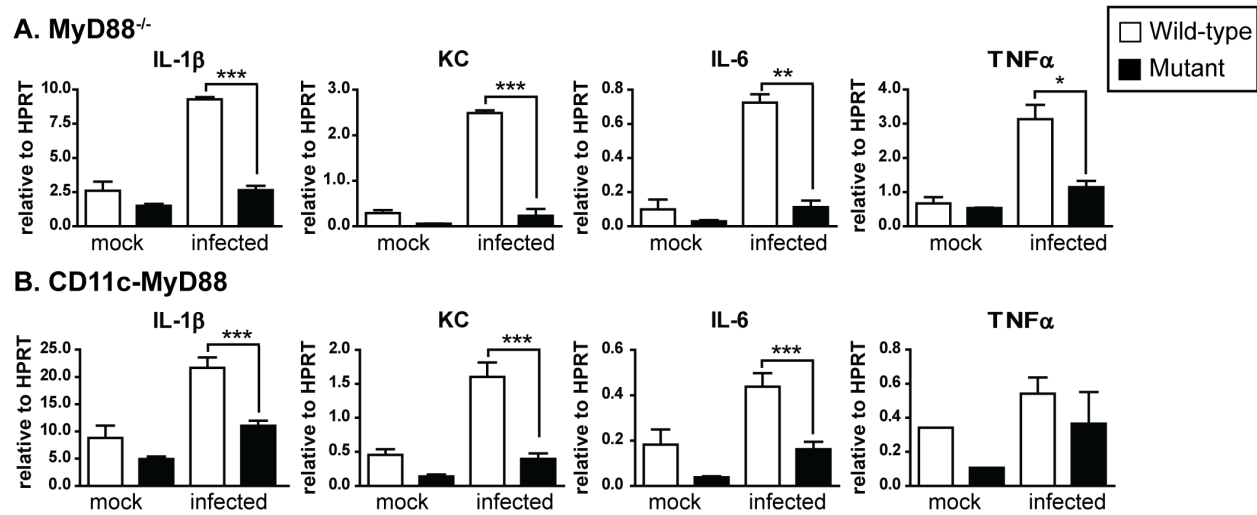 A. MyD88-/-
Wild-type
Mutant
IL-1β
KC
IL-6
TNFα
***
***
**
*
relative to HPRT
10.0
7.5
5.0
2.5
0.0
mock
infected
relative to HPRT
3.0
2.0
1.0
0.0
mock
infected
relative to HPRT
0.8
0.6
0.4
0.2
0.0
mock
infected
relative to HPRT
4.0
3.0
2.0
1.0
0.0
mock
infected
B. CD11c-MyD88
IL-1β
KC
IL-6
TNFα
***
***
***
relative to HPRT
25.0
20.0
15.0
10.0
5.0
0.0
mock
infected
relative to HPRT
2.0
1.5
1.0
0.5
0.0
mock
infected
relative to HPRT
0.6
0.4
0.2
0.0
mock
infected
relative to HPRT
0.8
0.6
0.4
0.2
0.0
mock
infected